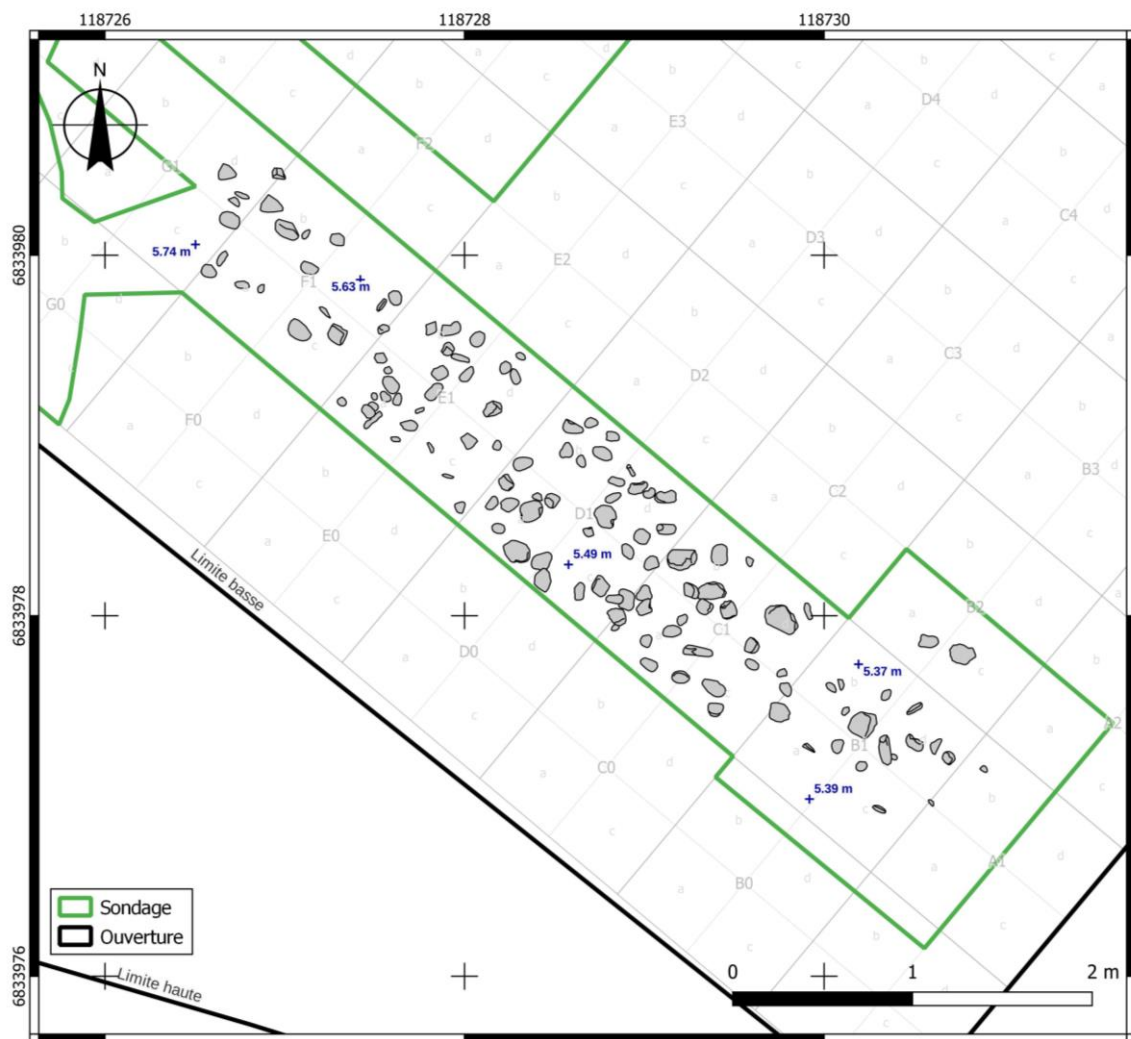 118726
118728
118730
N
6833980
6833978
6833976
D4
E3
F2
G1
C4
D3
E2
5.74 m
F1
5.63 m
G0
C3
D2
E1
F0
B3
C2
D1
E0
5.49 m
Limite basse
B2
C1
D0
5.37 m
A2
B1
C0
5.39 m
A1
B0
Sondage
Ouverture
Limite haute
0 1 2 m